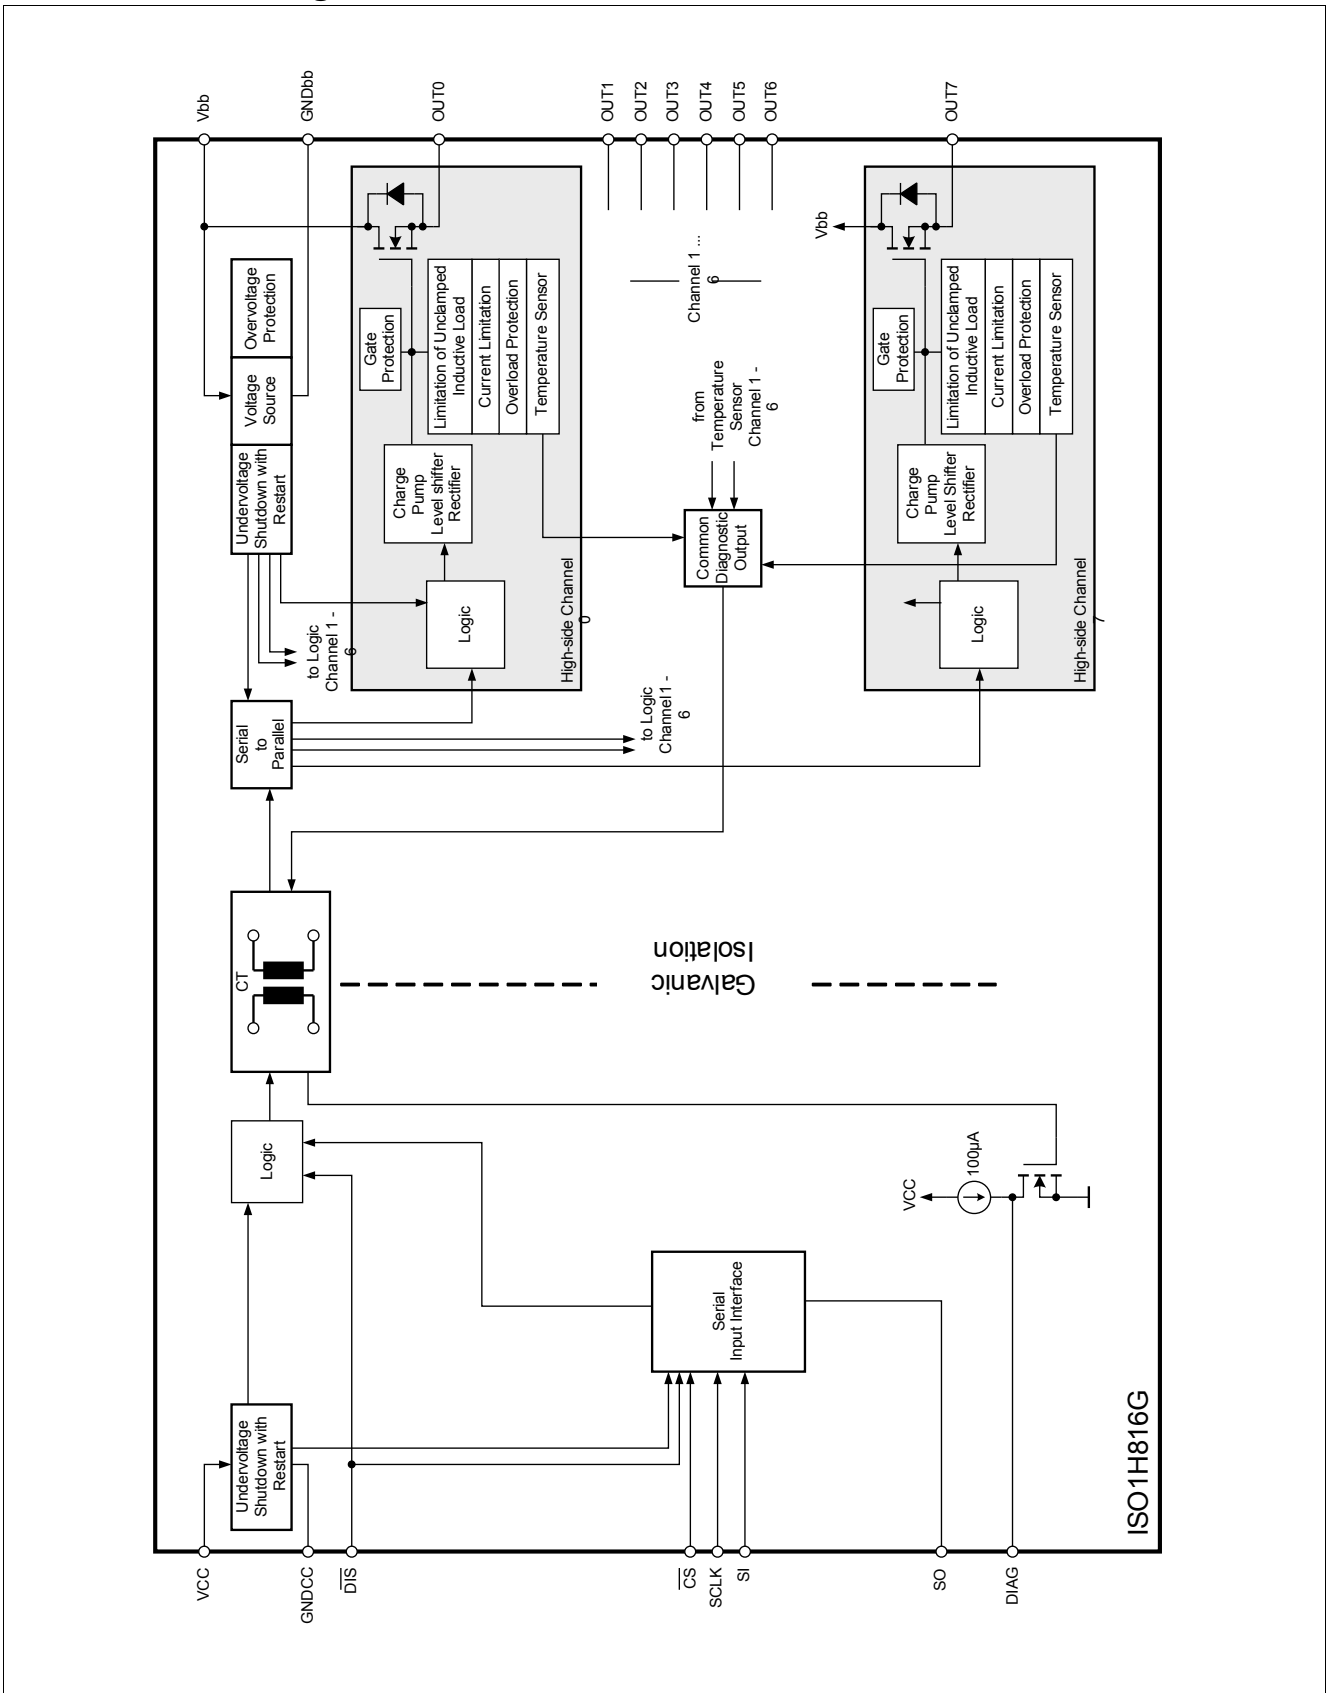 Vbb
GNDbb
OUT0
OUT1
OUT2
OUT3
OUT4
OUT5
OUT6
OUT7
Overvoltage
Protection
Voltage
Source
Undervoltage
Shutdown with
Restart
Gate
Protection
Limitation of Unclamped
Inductive Load
Current Limitation
Overload Protection
Temperature Sensor
Charge
Pump
Level shifter
Rectifier
Logic
High-side Channel
0
to Logic
Channel 1 -
6
Channel 1 ...
6
from
Temperature
Sensor
Channel 1 -
6
Common
Diagnostic
Output
Vbb
Gate
Protection
Limitation of Unclamped
Inductive Load
Current Limitation
Overload Protection
Temperature Sensor
Charge
Pump
Level Shifter
Rectifier
Logic
High-side Channel
7
Serial
to
Parallel
to Logic
Channel1 -
6
CT
Galvanic
Isolation
Logic
VCC
100µA
Serial
Input Interface
Undervoltage
Shutdown with
Restart
VCC
GNDCC
DIS
CS
SCLK
SI
SO
DIAG
ISO1H816G